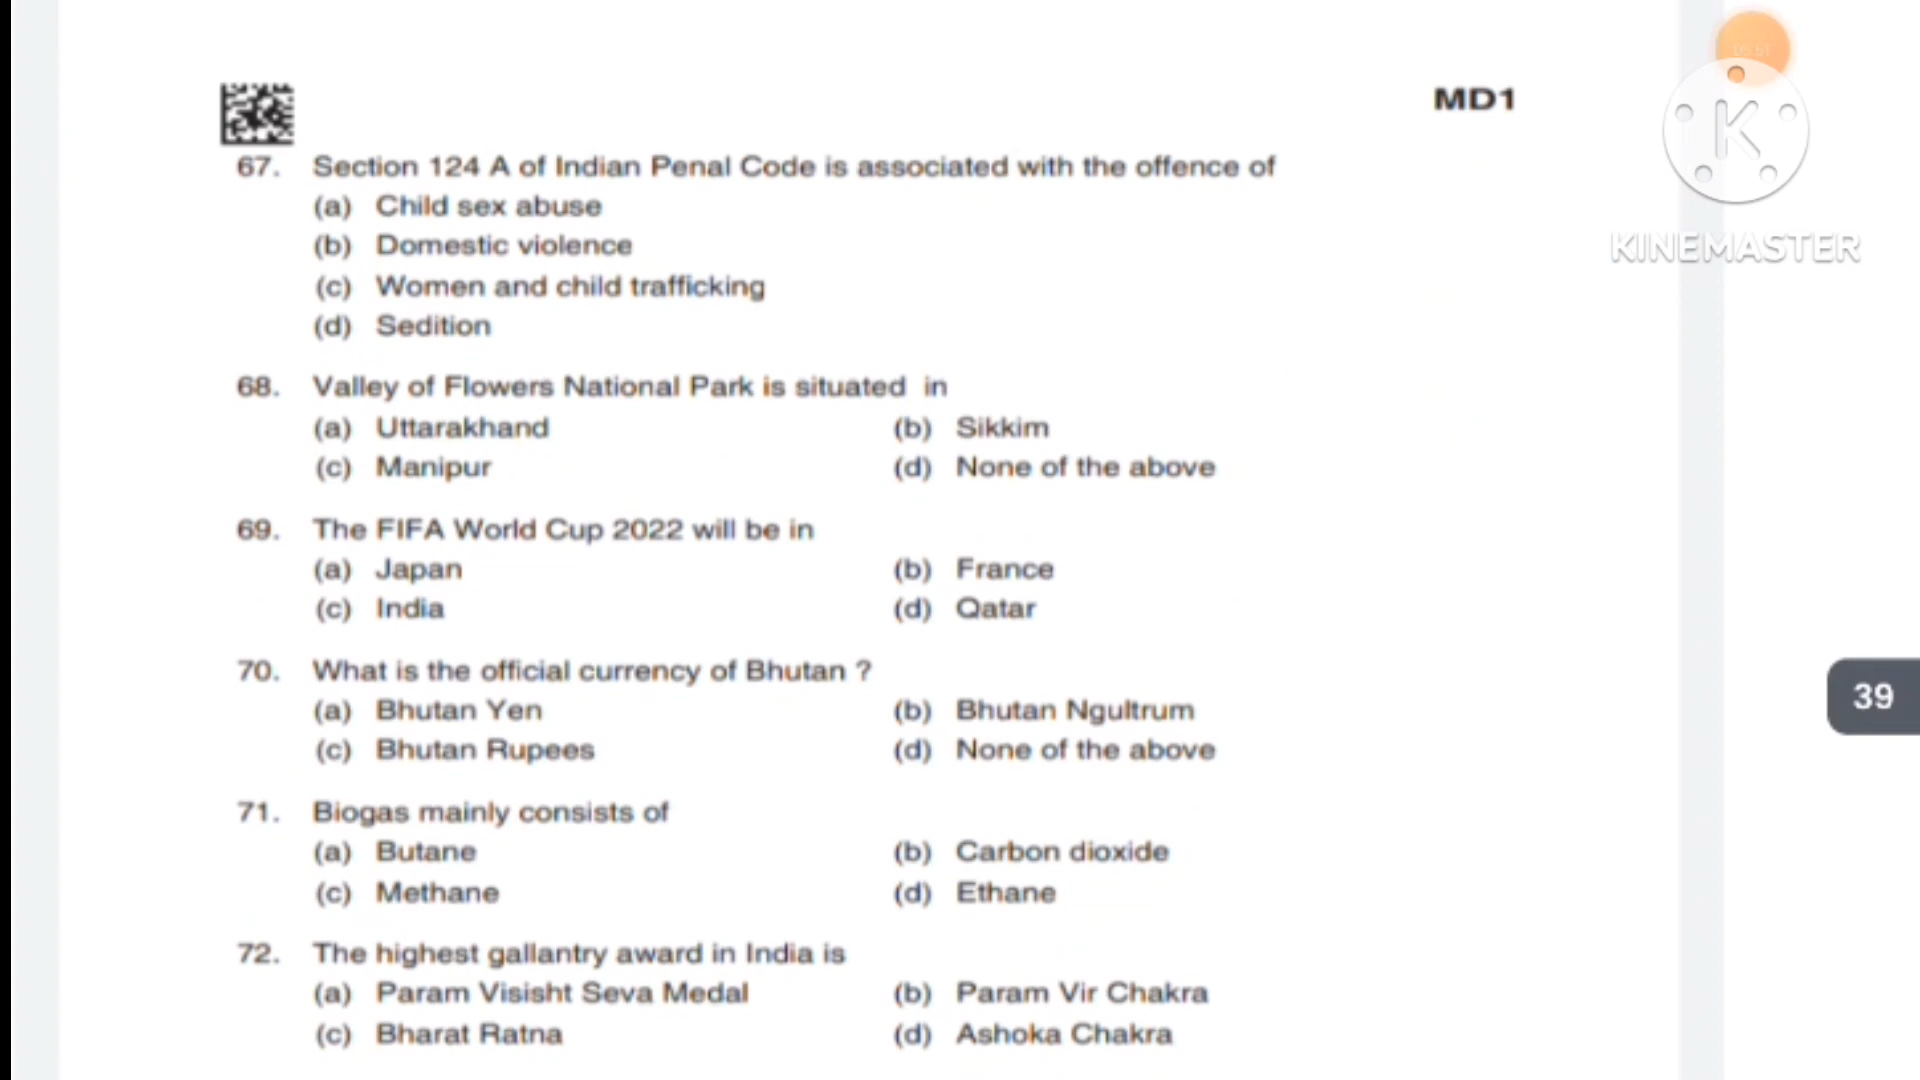 MD1
67. Section 124 A of Indian Penal Code is associated with the offence of
(a) Child sex abuse
(b) Domestic violence
(c) Women and child trafficking
(d) Sedition
68. Valley of Flowers National Park is situated in
(a) Uttarakhand (b) Sikkim
(c) Manipur (d) None of the above
69. The FIFA World Cup 2022 will be in
(a) Japan (b) France
(c) India (d) Qatar
70. What is the official currency of Bhutan ?
(a) Bhutan Yen (b) Bhutan Ngultrum
(c) Bhutan Rupees (d) None of the above
71. Biogas mainly consists of
(a) Butane (b) Carbon dioxide
(c) Methane (d) Ethane
72. The highest gallantry award in India is
(a) Param Visisht Seva Medal (b) Param Vir Chakra
(c) Bharat Ratna (d) Ashoka Chakra
K
KINEMASTER
39